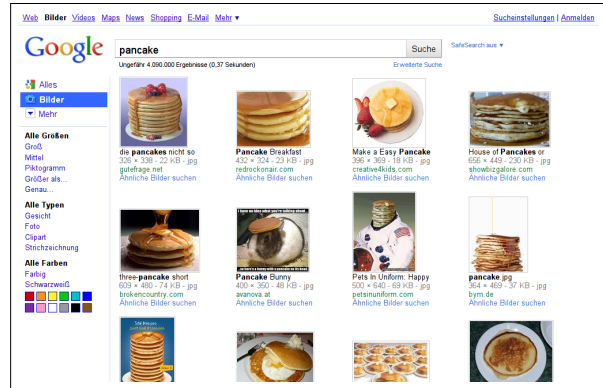 Web Bilder Videos Maps News Shopping E-Mail Mehr ▼
Sucheinstellungen | Anmelden
Google
pancake
Suche
SafeSearch aus ▼
Ungefähr 4.090.000 Ergebnisse (0,37 Sekunden)
Erweiterte Suche
Alles
Bilder
Mehr
Alle Größen
Groß
Mittel
Piktogramm
Größer als...
Genau...
Alle Typen
Gesicht
Foto
Clipart
Strichzeichnung
Alle Farben
Farbig
Schwarzweiß
die pancakes nicht so
326 × 338 - 22 KB - jpg
gutefrage.net
Ähnliche Bilder suchen
Pancake Breakfast
432 × 324 - 23 KB - jpg
redrockonair.com
Ähnliche Bilder suchen
Make a Easy Pancake
396 × 369 - 18 KB - jpg
creative4kids.com
Ähnliche Bilder suchen
House of Pancakes or
656 × 449 - 230 KB - jpg
showbizgalore.com
Ähnliche Bilder suchen
three-pancake short
609 × 480 - 74 KB - jpg
brokencountry.com
Ähnliche Bilder suchen
Pancake Bunny
400 × 350 - 48 KB - jpg
avanova.at
Ähnliche Bilder suchen
Pets In Uniform: Happy
500 × 640 - 69 KB - jpg
petsinuniform.com
Ähnliche Bilder suchen
pancake.jpg
364 × 469 - 37 KB - jpg
bym.de
Ähnliche Bilder suchen